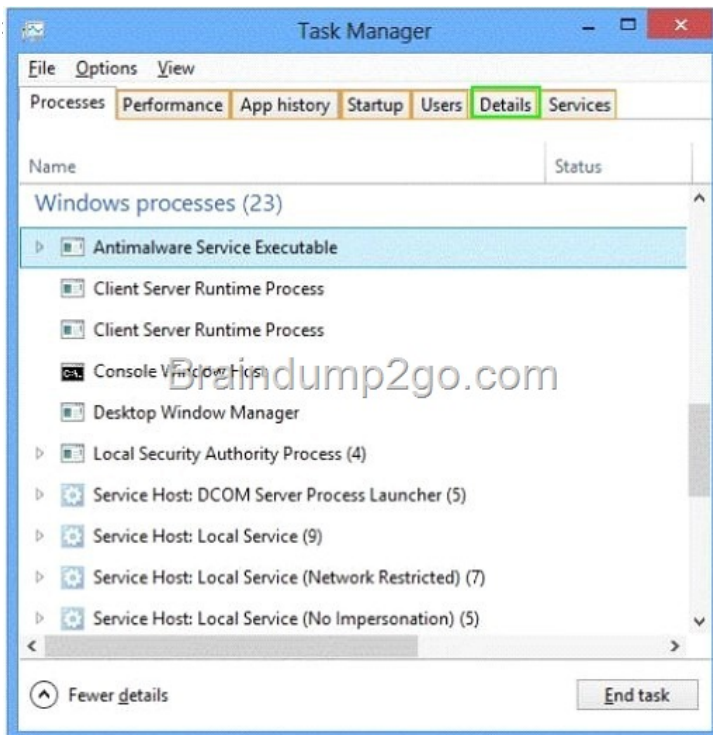 Task Manager
File Options View
Processes Performance App history Startup Users Details Services
Name Status
Windows processes (23)
Antimalware Service Executable
Client Server Runtime Process
Client Server Runtime Process
Console Window Host
Braindump2go.com
Desktop Window Manager
Local Security Authority Process (4)
Service Host: DCOM Server Process Launcher (5)
Service Host: Local Service (9)
Service Host: Local Service (Network Restricted) (7)
Service Host: Local Service (No Impersonation) (5)
Fewer details End task